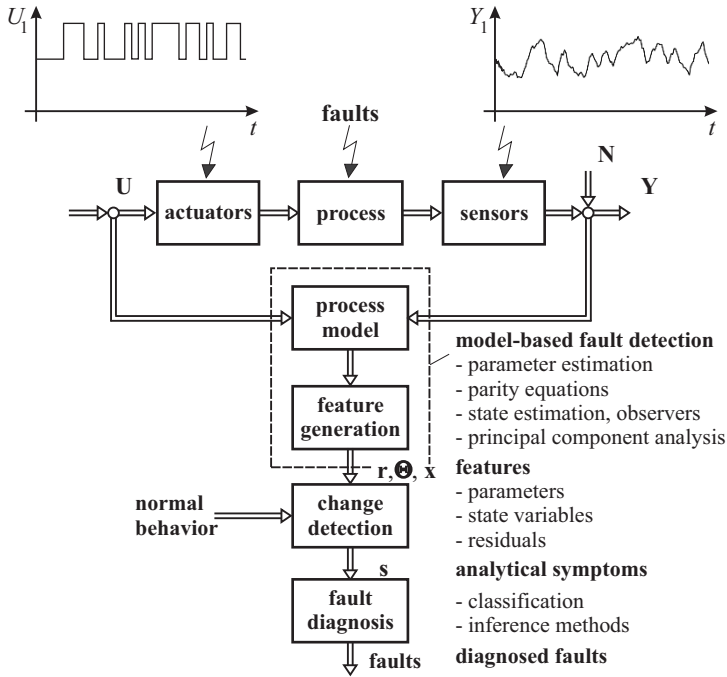 U1
t
Y1
t
faults
N
U
Y
actuators
process
sensors
process
model
feature
generation
model-based fault detection
- parameter estimation
- parity equations
- state estimation, observers
- principal component analysis
r, Θ, x
features
- parameters
- state variables
- residuals
normal
behavior
change
detection
s
analytical symptoms
- classification
- inference methods
fault
diagnosis
faults
diagnosed faults